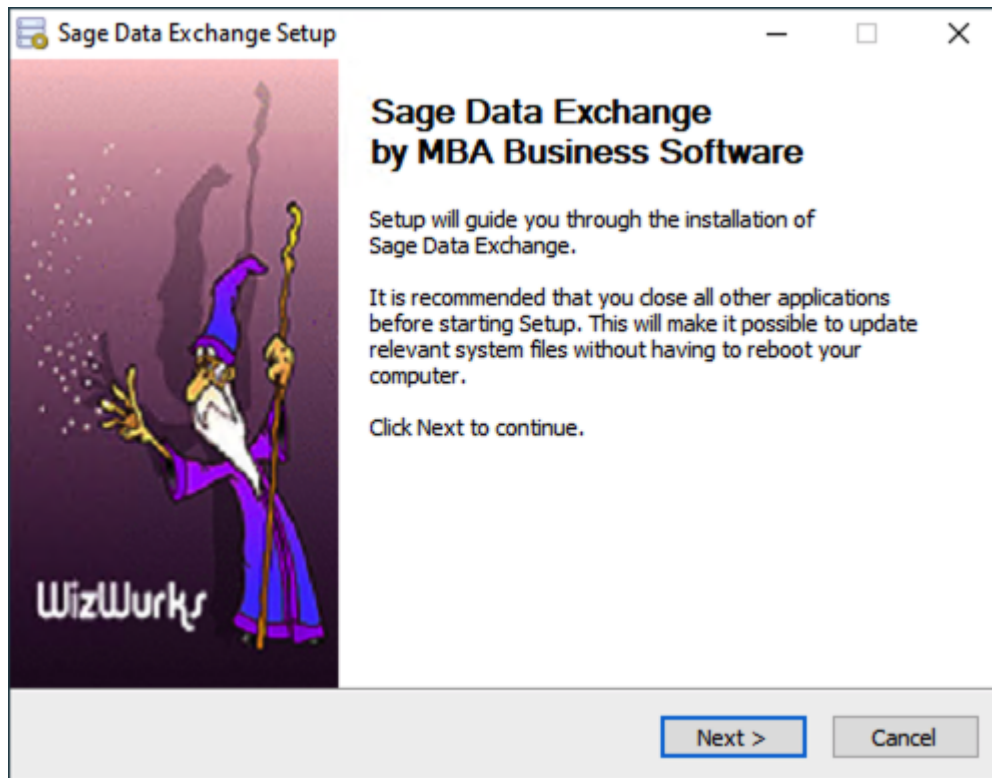 Sage Data Exchange Setup
Sage Data Exchange
by MBA Business Software
Setup will guide you through the installation of
Sage Data Exchange.
It is recommended that you close all other applications
before starting Setup. This will make it possible to update
relevant system files without having to reboot your
computer.
Click Next to continue.
WizWurks
Next >
Cancel